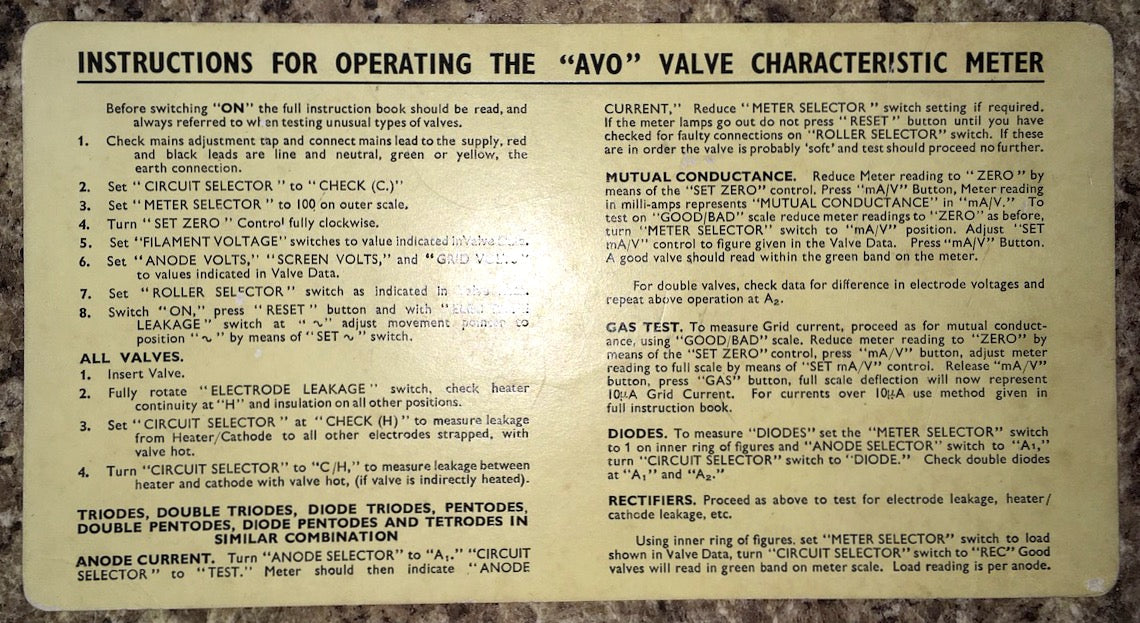 INSTRUCTIONS FOR OPERATING THE "AVO" VALVE CHARACTERISTIC METER
Before switching "ON" the full instruction book should be read, and
always referred to when testing unusual types of valves.
1. Check mains adjustment tap and connect mains lead to the supply, red
and black leads are line and neutral, green or yellow, the
earth connection.
2. Set "CIRCUIT SELECTOR" to "CHECK (C.)"
3. Set "METER SELECTOR" to 100 on outer scale.
4. Turn "SET ZERO" Control fully clockwise.
5. Set "FILAMENT VOLTAGE" switches to value indicated in Valve Data.
6. Set "ANODE VOLTS," "SCREEN VOLTS," and "GRID VOLTS"
to values indicated in Valve Data.
7. Set "ROLLER SELECTOR" switch as indicated in
8. Switch "ON," press "RESET" button and with
LEAKAGE" switch at "∿" adjust movement pointer to
position "∿" by means of "SET ∿" switch.
ALL VALVES.
1. Insert Valve.
2. Fully rotate "ELECTRODE LEAKAGE" switch, check heater
continuity at "H" and insulation on all other positions.
3. Set "CIRCUIT SELECTOR" at "CHECK (H)" to measure leakage
from Heater/Cathode to all other electrodes strapped, with
valve hot.
4. Turn "CIRCUIT SELECTOR" to "C/H," to measure leakage between
heater and cathode with valve hot, (if valve is indirectly heated).
TRIODES, DOUBLE TRIODES, DIODE TRIODES, PENTODES,
DOUBLE PENTODES, DIODE PENTODES AND TETRODES IN
SIMILAR COMBINATION
ANODE CURRENT. Turn "ANODE SELECTOR" to "A₁." "CIRCUIT
SELECTOR" to "TEST." Meter should then indicate "ANODE
CURRENT," Reduce "METER SELECTOR" switch setting if required.
If the meter lamps go out do not press "RESET" button until you have
checked for faulty connections on "ROLLER SELECTOR" switch. If these
are in order the valve is probably 'soft' and test should proceed no further.
MUTUAL CONDUCTANCE. Reduce Meter reading to "ZERO" by
means of the "SET ZERO" control. Press "mA/V" Button, Meter reading
in milli-amps represents "MUTUAL CONDUCTANCE" in "mA/V." To
test on "GOOD/BAD" scale reduce meter readings to "ZERO" as before,
turn "METER SELECTOR" switch to "mA/V" position. Adjust "SET
mA/V" control to figure given in the Valve Data. Press "mA/V" Button.
A good valve should read within the green band on the meter.
For double valves, check data for difference in electrode voltages and
repeat above operation at A₂.
GAS TEST. To measure Grid current, proceed as for mutual conduct-
ance, using "GOOD/BAD" scale. Reduce meter reading to "ZERO" by
means of the "SET ZERO" control, press "mA/V" button, adjust meter
reading to full scale by means of "SET mA/V" control. Release "mA/V"
button, press "GAS" button, full scale deflection will now represent
10μA Grid Current. For currents over 10μA use method given in
full instruction book.
DIODES. To measure "DIODES" set the "METER SELECTOR" switch
to 1 on inner ring of figures and "ANODE SELECTOR" switch to "A₁,"
turn "CIRCUIT SELECTOR" switch to "DIODE." Check double diodes
at "A₁" and "A₂."
RECTIFIERS. Proceed as above to test for electrode leakage, heater/
cathode leakage, etc.
Using inner ring of figures, set "METER SELECTOR" switch to load
shown in Valve Data, turn "CIRCUIT SELECTOR" switch to "REC" Good
valves will read in green band on meter scale. Load reading is per anode.